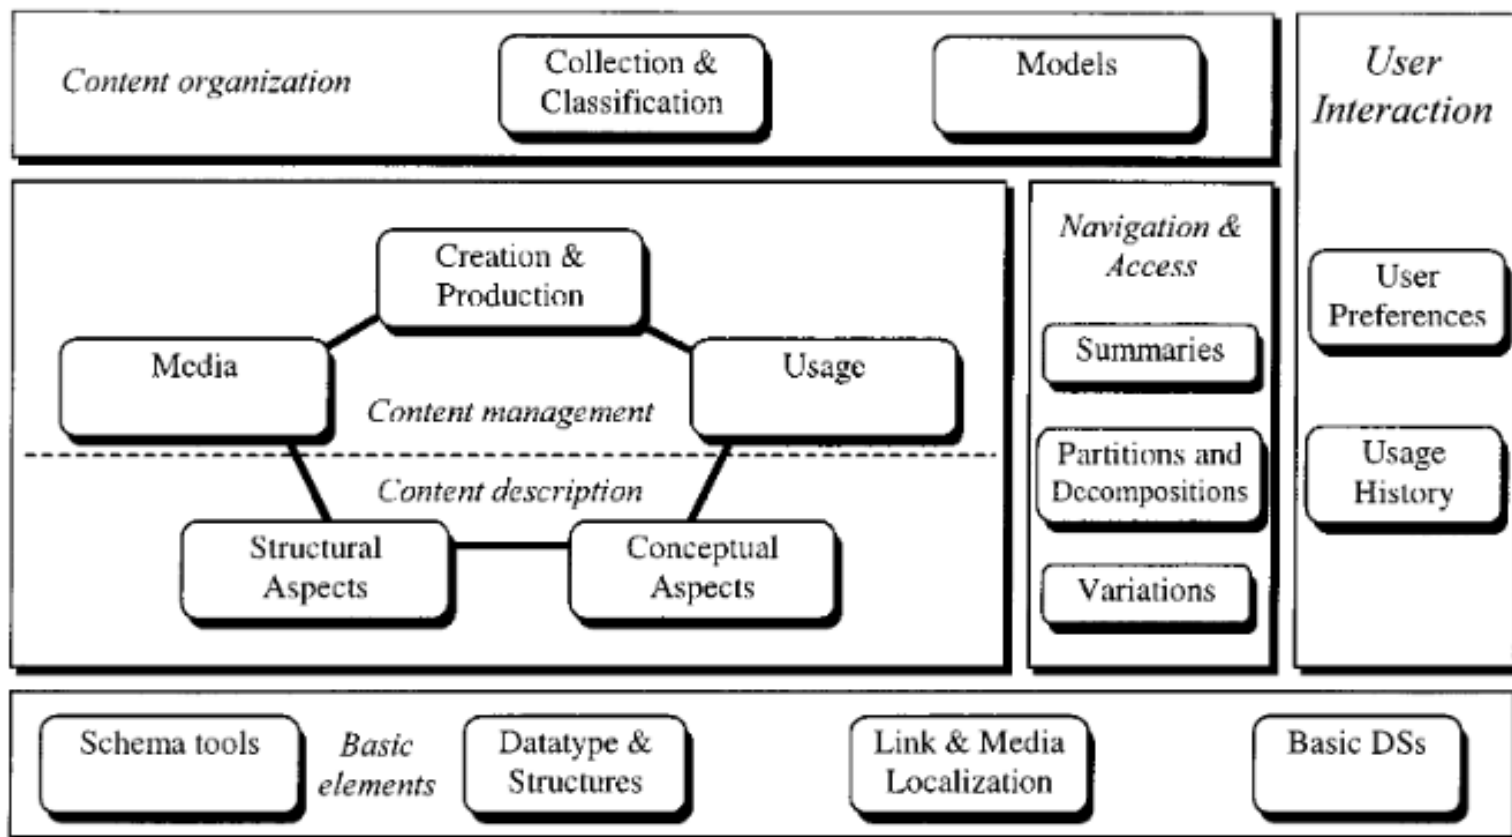 Content organization
Collection &
Classification
Models
User
Interaction
Creation &
Production
Media
Usage
Content management
Content description
Structural
Aspects
Conceptual
Aspects
Navigation &
Access
Summaries
Partitions and
Decompositions
Variations
User
Preferences
Usage
History
Schema tools
Basic
elements
Datatype &
Structures
Link & Media
Localization
Basic DSs